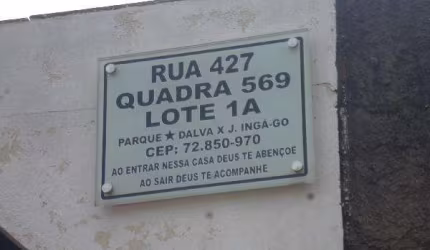 RUA 427
QUADRA 569
LOTE 1A
PARQUE ★ DALVA X J. INGÁ-GO
CEP: 72.850-970
AO ENTRAR NESSA CASA DEUS TE ABENÇOE
AO SAIR DEUS TE ACOMPANHE